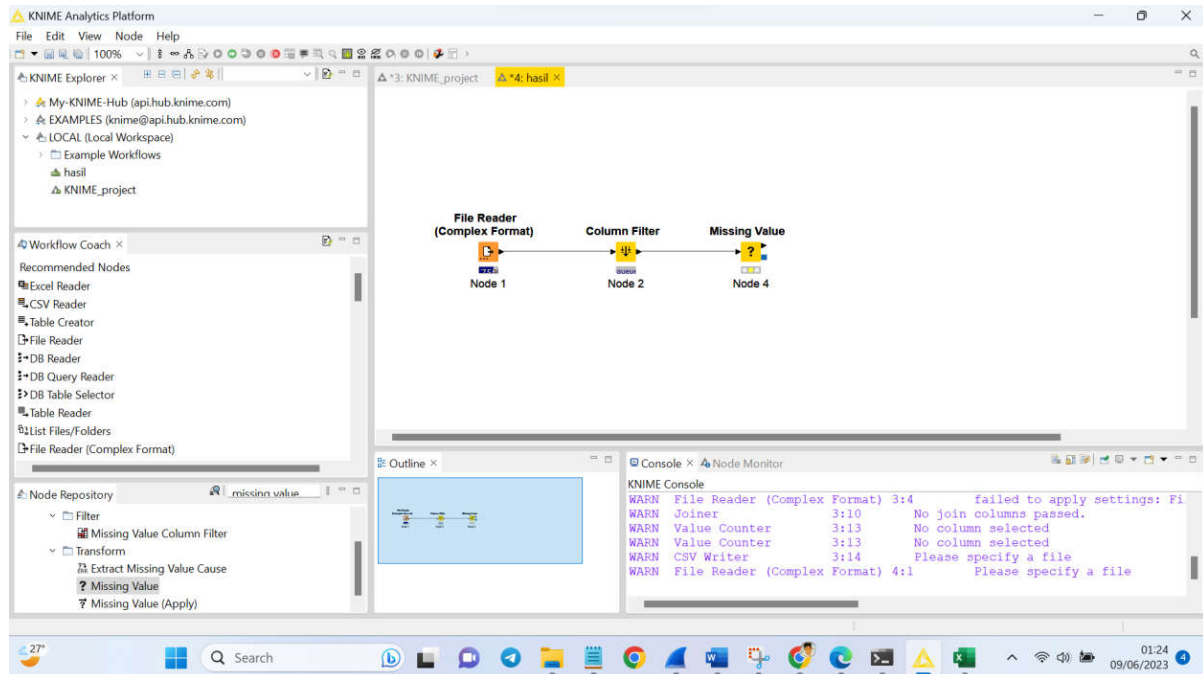 KNIME Analytics Platform
File Edit View Node Help
100%
KNIME Explorer
My-KNIME-Hub (api.hub.knime.com)
EXAMPLES (knime@api.hub.knime.com)
LOCAL (Local Workspace)
Example Workflows
hasil
KNIME_project
*3: KNIME_project
*4: hasil
File Reader
(Complex Format)
Column Filter
Missing Value
queue
Node 1
Node 2
Node 4
Workflow Coach
Recommended Nodes
Excel Reader
CSV Reader
Table Creator
File Reader
DB Reader
DB Query Reader
DB Table Selector
Table Reader
List Files/Folders
File Reader (Complex Format)
Node Repository
missing value
Filter
Missing Value Column Filter
Transform
Extract Missing Value Cause
Missing Value
Missing Value (Apply)
Outline
Console
Node Monitor
KNIME Console
WARN File Reader (Complex Format) 3:4 failed to apply settings: Fi
WARN Joiner 3:10 No join columns passed.
WARN Value Counter 3:13 No column selected
WARN Value Counter 3:13 No column selected
WARN CSV Writer 3:14 Please specify a file
WARN File Reader (Complex Format) 4:1 Please specify a file
27°
Search
01:24
09/06/2023
4